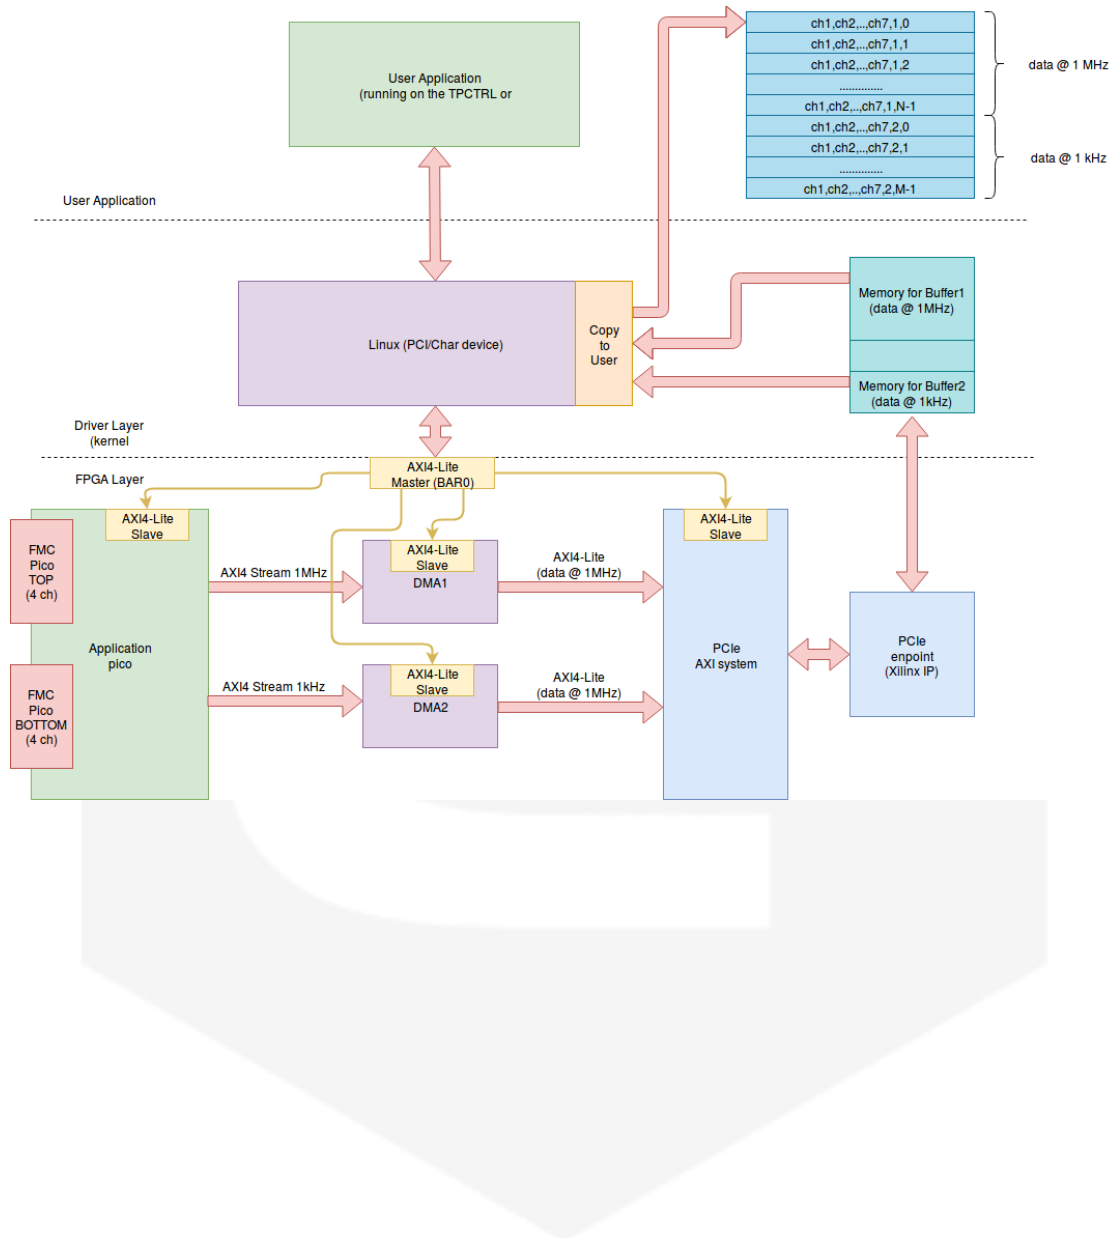 User Application
(running on the TPCTRL or
ch1,ch2,..,ch7,1,0
ch1,ch2,..,ch7,1,1
ch1,ch2,..,ch7,1,2
..............
ch1,ch2,..,ch7,1,N-1
ch1,ch2,..,ch7,2,0
ch1,ch2,..,ch7,2,1
..............
ch1,ch2,..,ch7,2,M-1
data @ 1 MHz
data @ 1 kHz
User Application
Linux (PCI/Char device)
Copy
to
User
Memory for Buffer1
(data @ 1MHz)
Memory for Buffer2
(data @ 1kHz)
Driver Layer
(kernel
FPGA Layer
AXI4-Lite
Master (BAR0)
AXI4-Lite
Slave
FMC
Pico
TOP
(4 ch)
Application
pico
FMC
Pico
BOTTOM
(4 ch)
AXI4 Stream 1MHz
AXI4-Lite
Slave
DMA1
AXI4-Lite
(data @ 1MHz)
AXI4 Stream 1kHz
AXI4-Lite
Slave
DMA2
AXI4-Lite
(data @ 1MHz)
AXI4-Lite
Slave
PCIe
AXI system
PCIe
enpoint
(Xilinx IP)